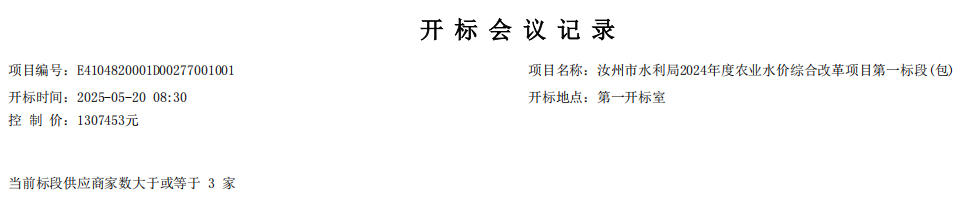 开 标 会 议 记 录
项目编号: E4104820001D00277001001
项目名称: 汝州市水利局2024年度农业水价综合改革项目第一标段(包)
开标时间: 2025-05-20 08:30
开标地点: 第一开标室
控 制 价: 1307453元
当前标段供应商家数大于或等于 3 家